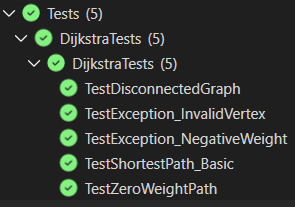 Tests (5)
DijkstraTests (5)
DijkstraTests (5)
TestDisconnectedGraph
TestException_InvalidVertex
TestException_NegativeWeight
TestShortestPath_Basic
TestZeroWeightPath